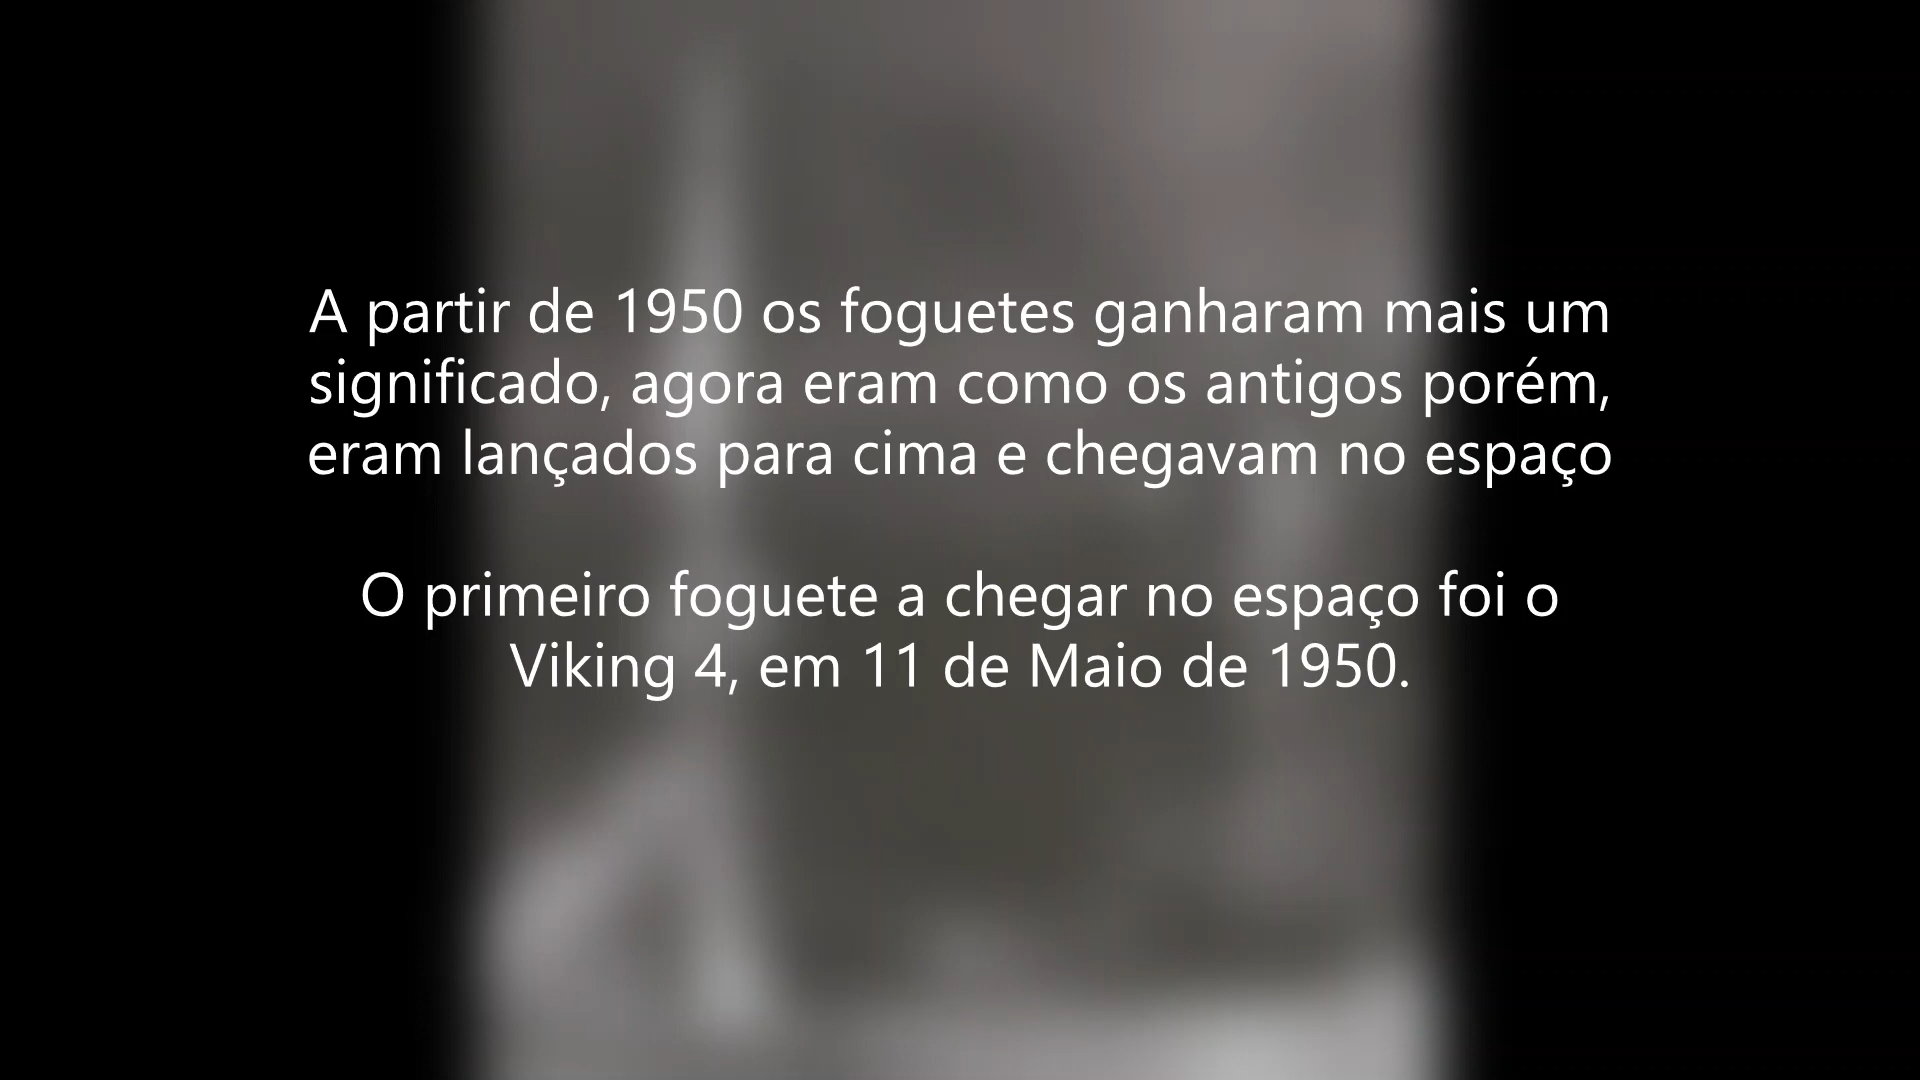 A partir de 1950 os foguetes ganharam mais um
significado, agora eram como os antigos porém,
eram lançados para cima e chegavam no espaço
O primeiro foguete a chegar no espaço foi o
Viking 4, em 11 de Maio de 1950.